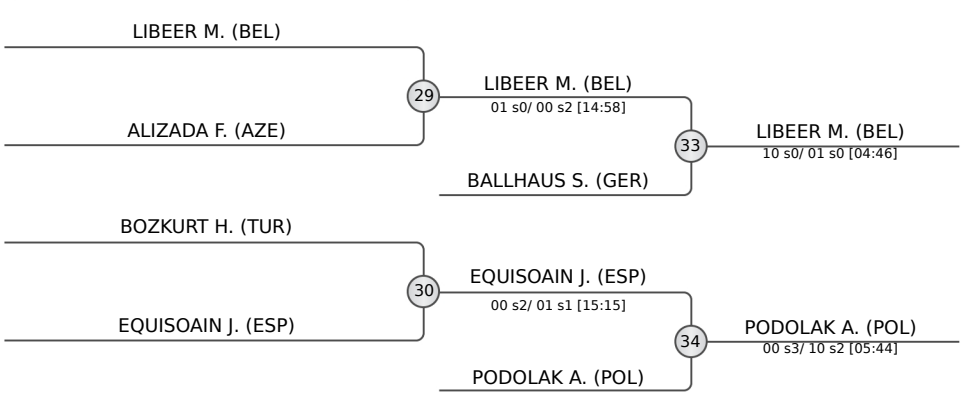 LIBEER M. (BEL)
29
ALIZADA F. (AZE)
LIBEER M. (BEL)
01 s0/ 00 s2 [14:58]
33
BALLHAUS S. (GER)
LIBEER M. (BEL)
10 s0/ 01 s0 [04:46]
BOZKURT H. (TUR)
30
EQUISOAIN J. (ESP)
EQUISOAIN J. (ESP)
00 s2/ 01 s1 [15:15]
34
PODOLAK A. (POL)
PODOLAK A. (POL)
00 s3/ 10 s2 [05:44]